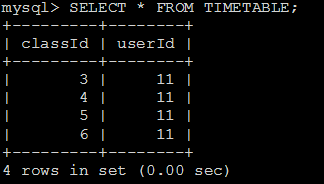 mysql> SELECT * FROM TIMETABLE;
+---------+--------+
| classId | userId |
+---------+--------+
|       3 |     11 |
|       4 |     11 |
|       5 |     11 |
|       6 |     11 |
+---------+--------+
4 rows in set (0.00 sec)